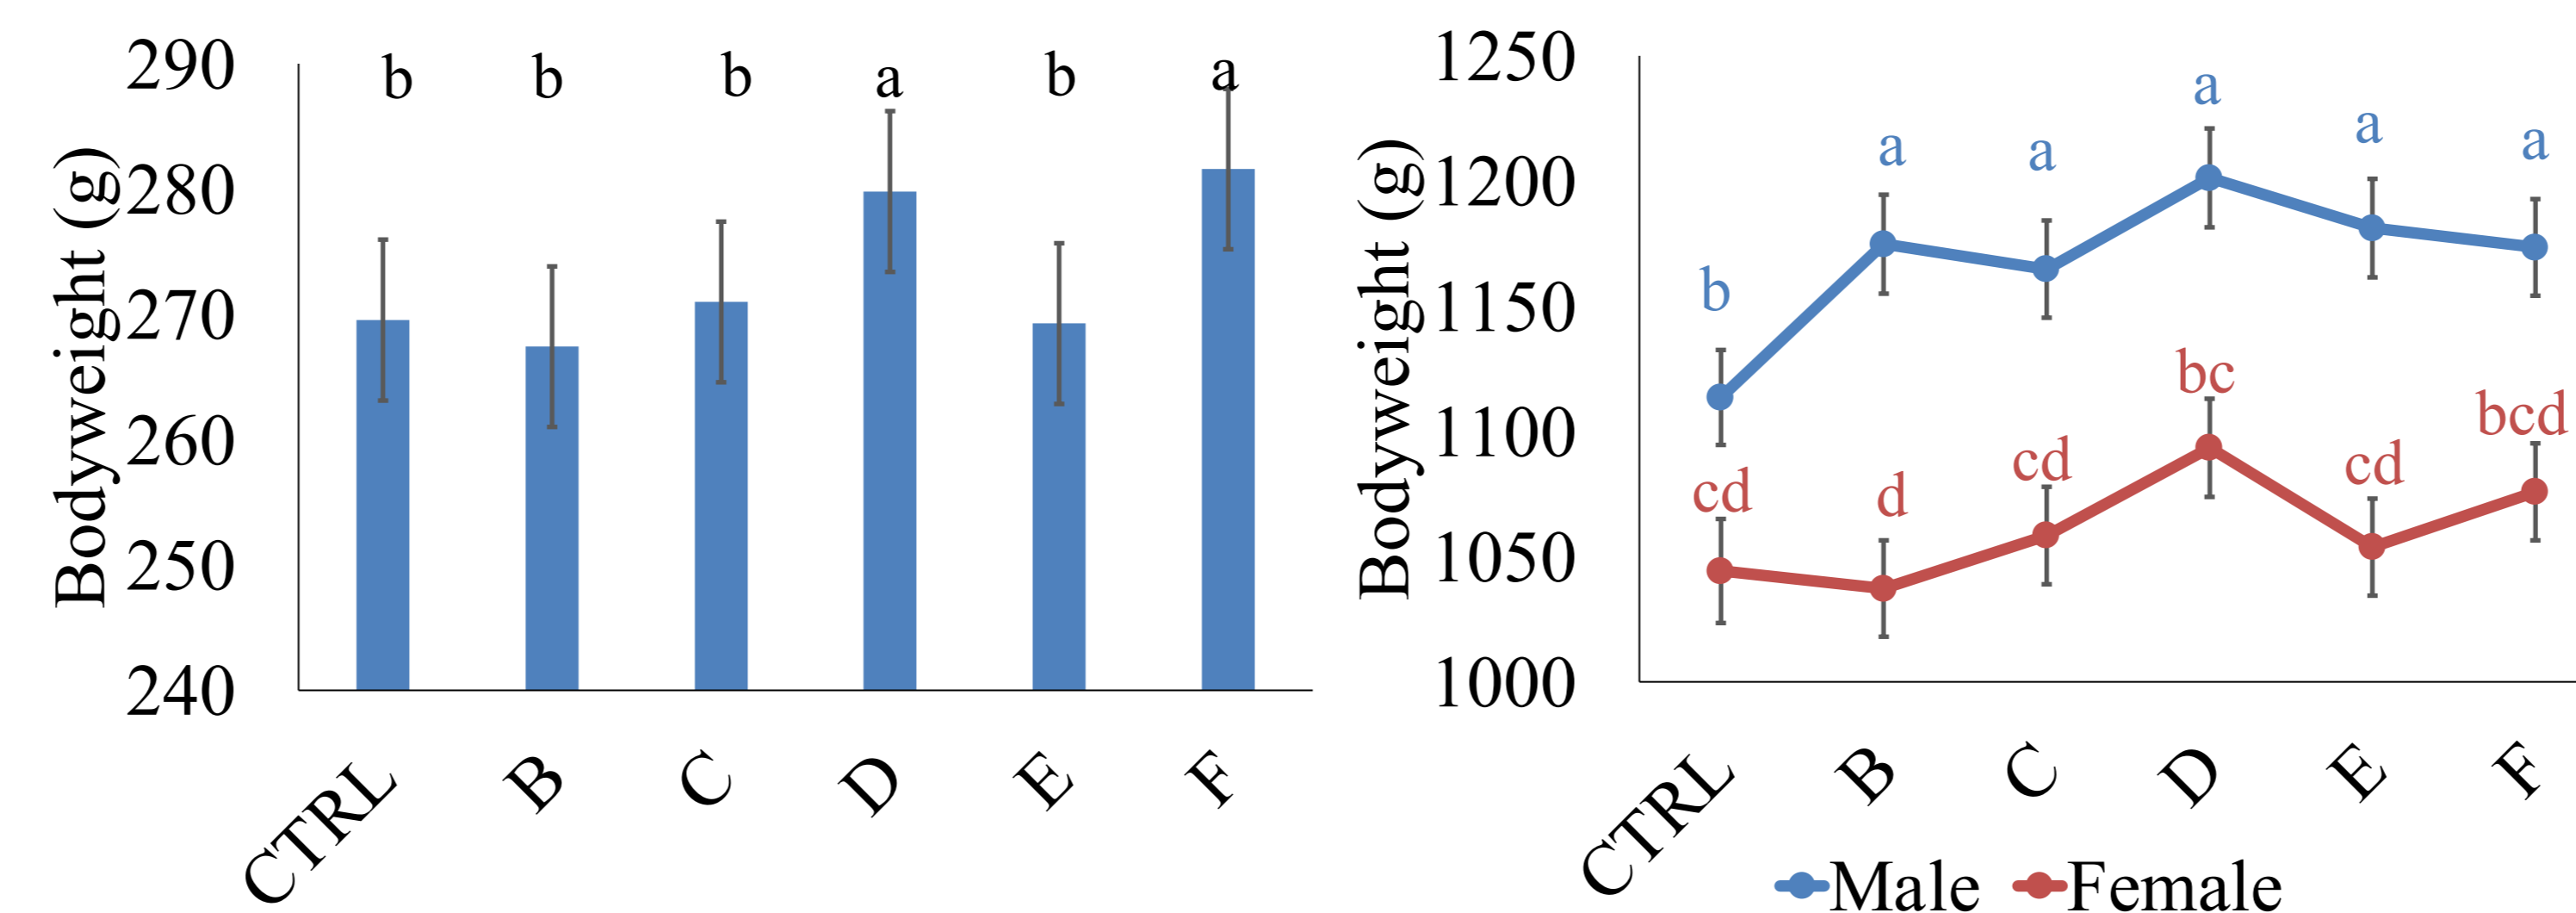 Bodyweight (g)
290
280
270
260
250
240
b b b a b a
CTRL B C D E F
Bodyweight (g)
1250
1200
1150
1100
1050
1000
b a a a a a
cd d cd bc cd bcd
CTRL B C D E F
Male Female